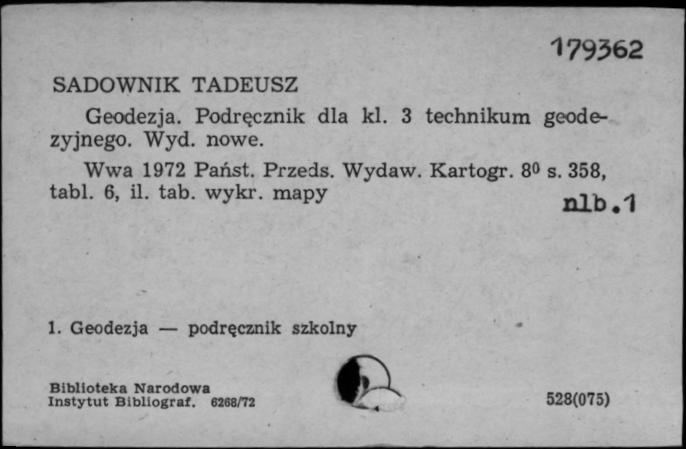 179362
SADOWNIK TADEUSZ
Geodezja. Podręcznik dla kl. 3 technikum geode-
zyjnego. Wyd. nowe.
Wwa 1972 Państ. Przeds. Wydaw. Kartogr. 8⁰ s. 358,
tabl. 6, il. tab. wykr. mapy
nlb.1
1. Geodezja — podręcznik szkolny
Biblioteka Narodowa
Instytut Bibliograf. 6268/72
528(075)